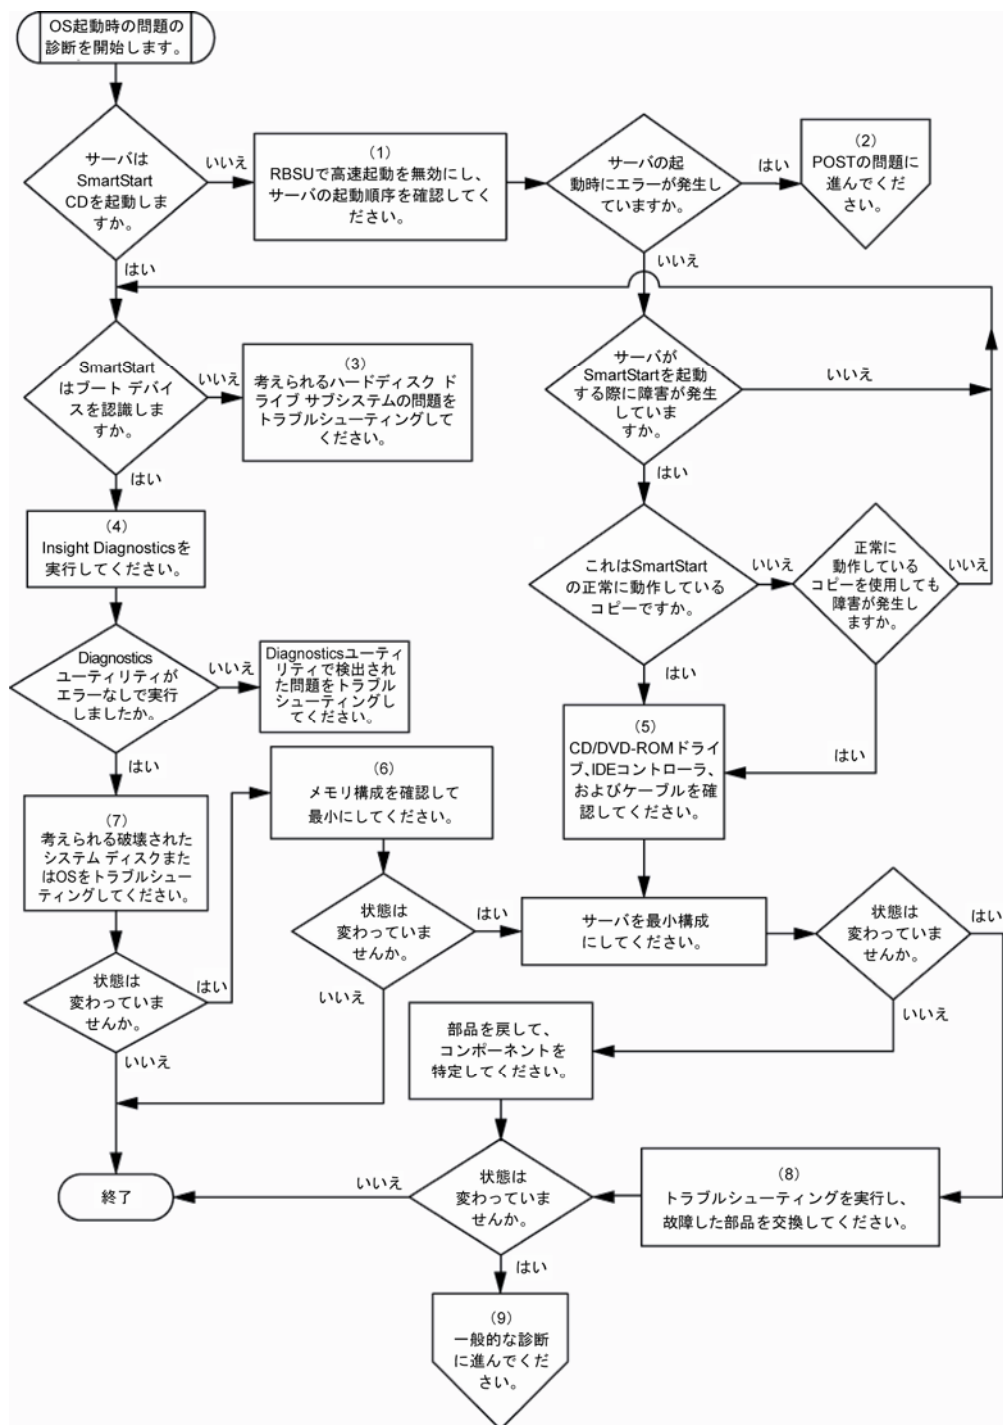 OS起動時の問題の
診断を開始します。
サーバは
SmartStart
CDを起動しま
すか。
いいえ
(1)
RBSUで高速起動を無効にし、
サーバの起動順序を確認してく
ださい。
サーバの起
動時にエラーが発生し
ていますか。
はい
(2)
POSTの問題に
進んでくだ
さい。
はい
いいえ
SmartStart
はブート デバイ
スを認識しま
すか。
いいえ
(3)
考えられるハードディスク ド
ライブ サブシステムの問題を
トラブルシューティングして
ください。
サーバが
SmartStartを起動
する際に障害が発生
していま
すか。
いいえ
はい
はい
(4)
Insight Diagnosticsを
実行してください。
これはSmartStart
の正常に動作している
コピーですか。
いいえ
正常に
動作している
コピーを使用しても
障害が発生し
ますか。
いいえ
Diagnostics
ユーティリティが
エラーなしで実行
しましたか。
いいえ
Diagnosticsユーティ
リティで検出され
た問題をトラブル
シューティングし
てください。
はい
はい
はい
(5)
CD/DVD-ROMドライ
ブ、IDEコントローラ、
およびケーブルを確
認してください。
(6)
メモリ構成を確認して
最小にしてください。
(7)
考えられる破壊された
システム ディスクまた
はOSをトラブルシュー
ティングしてください。
状態は
変わっていま
せんか。
はい
サーバを最小構成
にしてください。
状態は
変わっていま
せんか。
はい
状態は
変わっていま
せんか。
はい
いいえ
いいえ
いいえ
部品を戻して、
コンポーネントを
特定してください。
終了
いいえ
状態は
変わっていま
せんか。
(8)
トラブルシューティングを実行し、
故障した部品を交換してください。
はい
(9)
一般的な診断
に進んでくだ
さい。